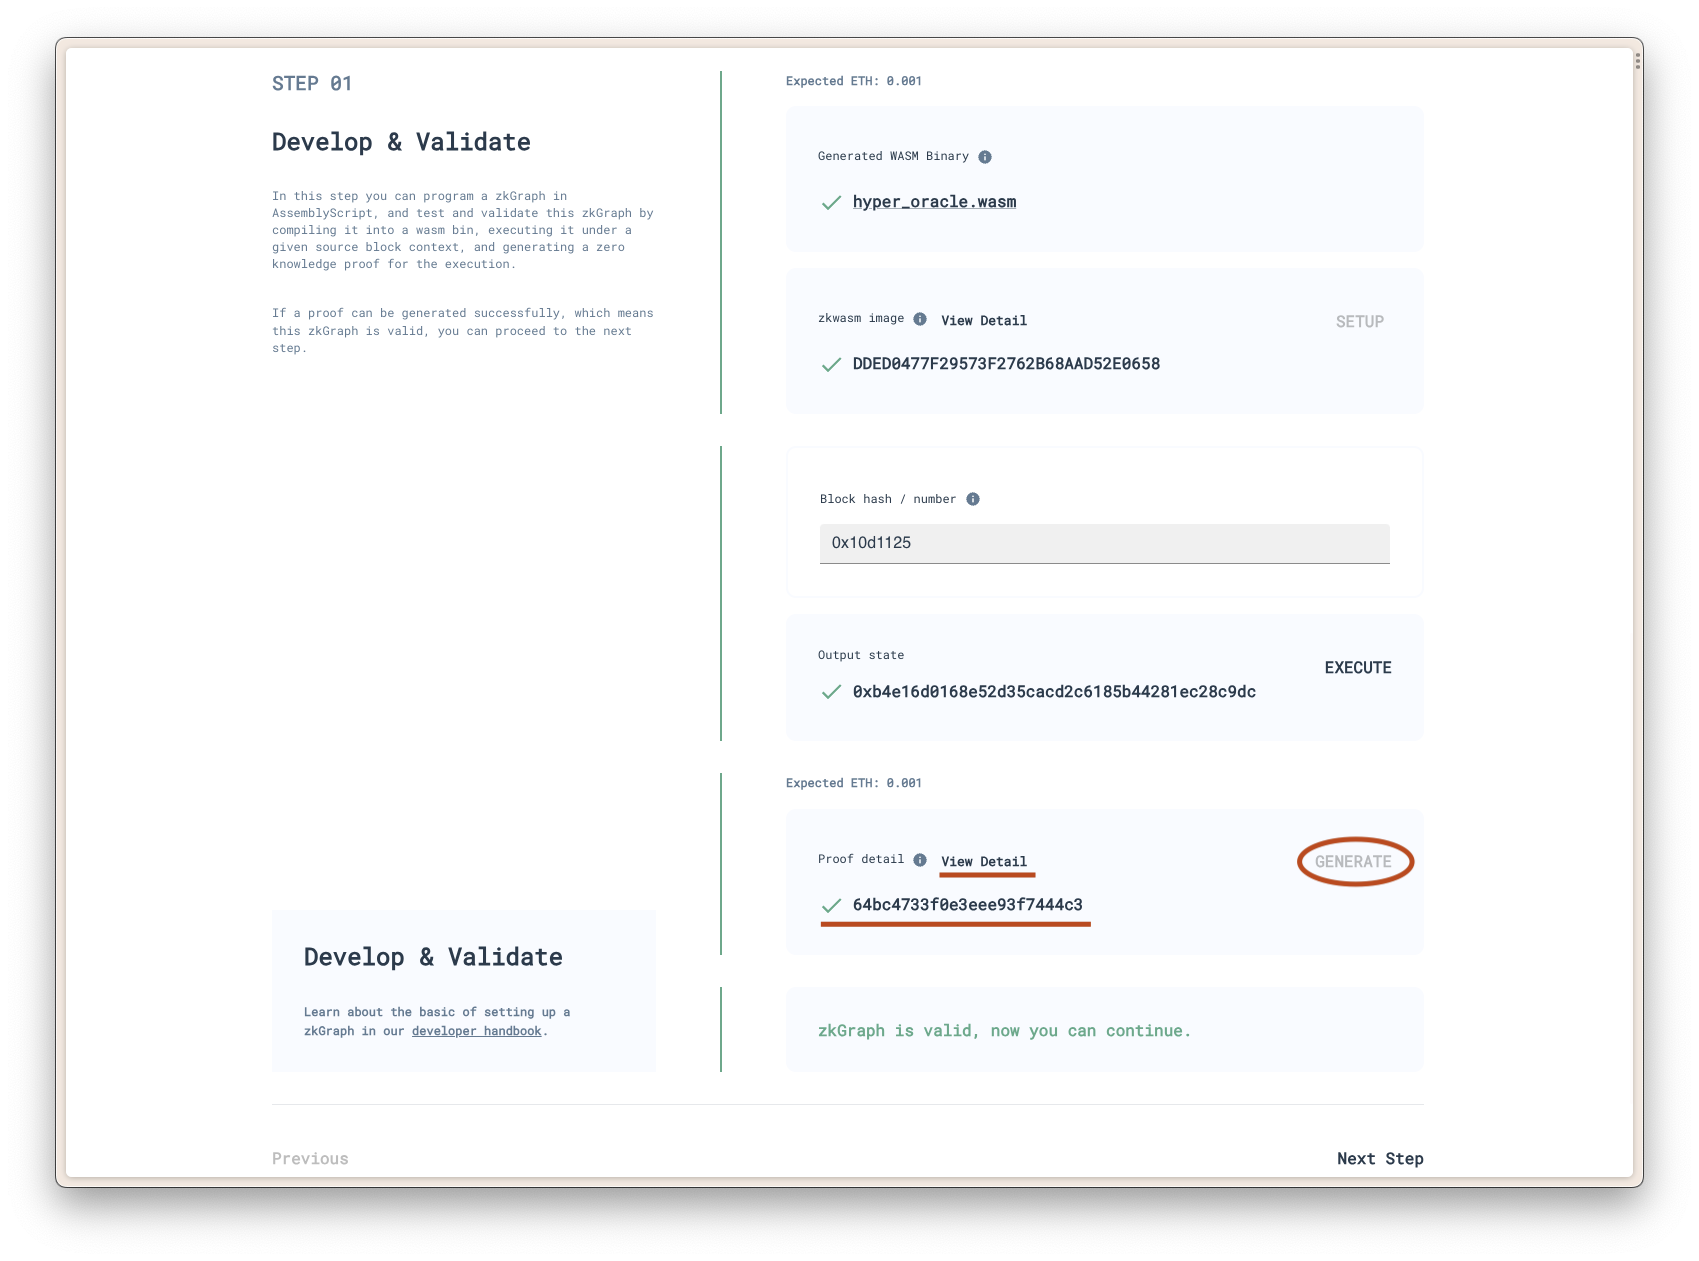 STEP 01
Develop & Validate
In this step you can program a zkGraph in
AssemblyScript, and test and validate this zkGraph by
compiling it into a wasm bin, executing it under a
given source block context, and generating a zero
knowledge proof for the execution.
If a proof can be generated successfully, which means
this zkGraph is valid, you can proceed to the next
step.
Develop & Validate
Learn about the basic of setting up a
zkGraph in our developer handbook.
Expected ETH: 0.001
Generated WASM Binary
hyper_oracle.wasm
zkwasm image View Detail
SETUP
DDED0477F29573F2762B68AAD52E0658
Block hash / number
0x10d1125
Output state
EXECUTE
0xb4e16d0168e52d35cacd2c6185b44281ec28c9dc
Expected ETH: 0.001
Proof detail View Detail
GENERATE
64bc4733f0e3eee93f7444c3
zkGraph is valid, now you can continue.
Previous
Next Step